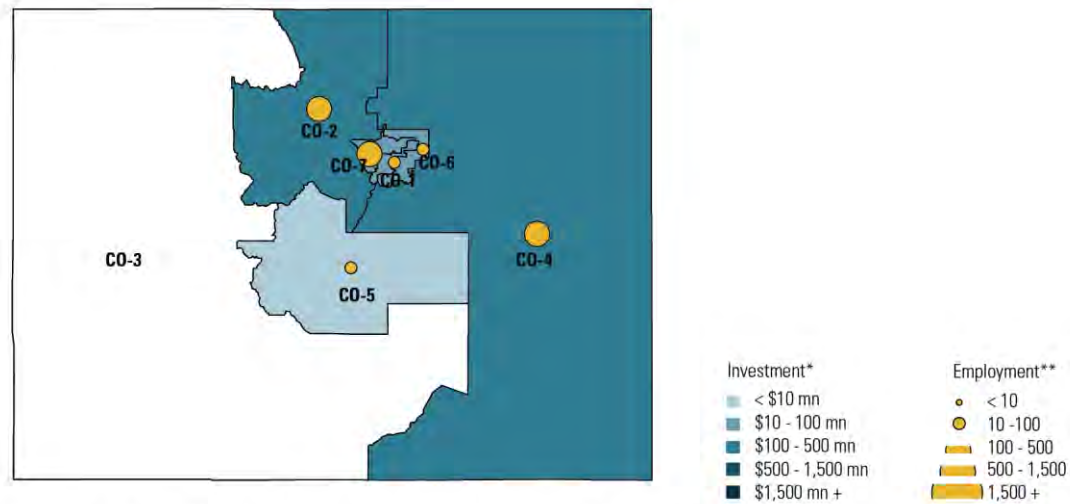 CO-2
CO-7
CO-6
CO-1
CO-3
CO-4
CO-5
Investment*
< $10 mn
$10 - 100 mn
$100 - 500 mn
$500 - 1,500 mn
$1,500 mn +
Employment**
< 10
10 -100
100 - 500
500 - 1,500
1,500 +